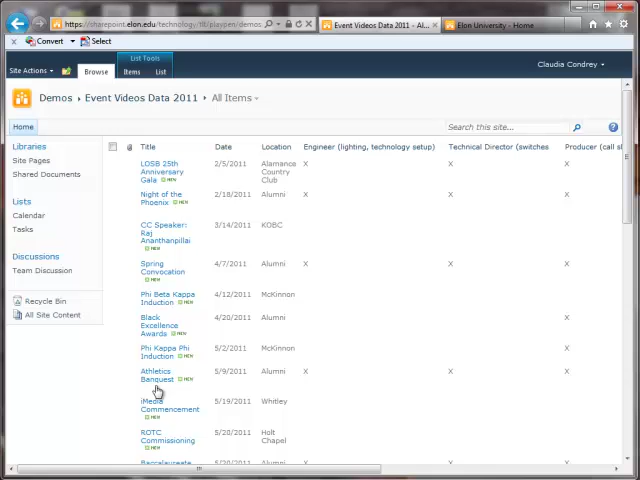 https://sharepoint.elon.edu/technology/tlt/playpen/demos
Event Videos Data 2011 - Al...
Elon University - Home
Convert
Select
Site Actions
Browse
List Tools
Items
List
Claudia Condrey
Demos
Event Videos Data 2011
All Items
Home
Search this site...
Libraries
Site Pages
Shared Documents
Lists
Calendar
Tasks
Discussions
Team Discussion
Recycle Bin
All Site Content
Title Date Location Engineer (lighting, technology setup) Technical Director (switches Producer (call sh
LOSB 25th 2/5/2011 Alamance X X X
Anniversary Country
Gala NEW Club
Night of the 2/18/2011 Alumni X X X
Phoenix NEW
CC Speaker: 3/14/2011 KOBC
Raj
Ananthanpillai
NEW
Spring 4/7/2011 Alumni X X X
Convocation
NEW
Phi Beta Kappa 4/12/2011 McKinnon
Induction NEW
Black 4/20/2011 Alumni X
Excellence
Awards NEW
Phi Kappa Phi 5/2/2011 McKinnon X
Induction NEW
Athletics 5/9/2011 Alumni X X X
Banquest NEW
iMedia 5/19/2011 Whitley
Commencement
NEW
ROTC 5/20/2011 Holt
Commissioning Chapel
NEW
Baccalaureate 5/20/2011 Alumni X X X